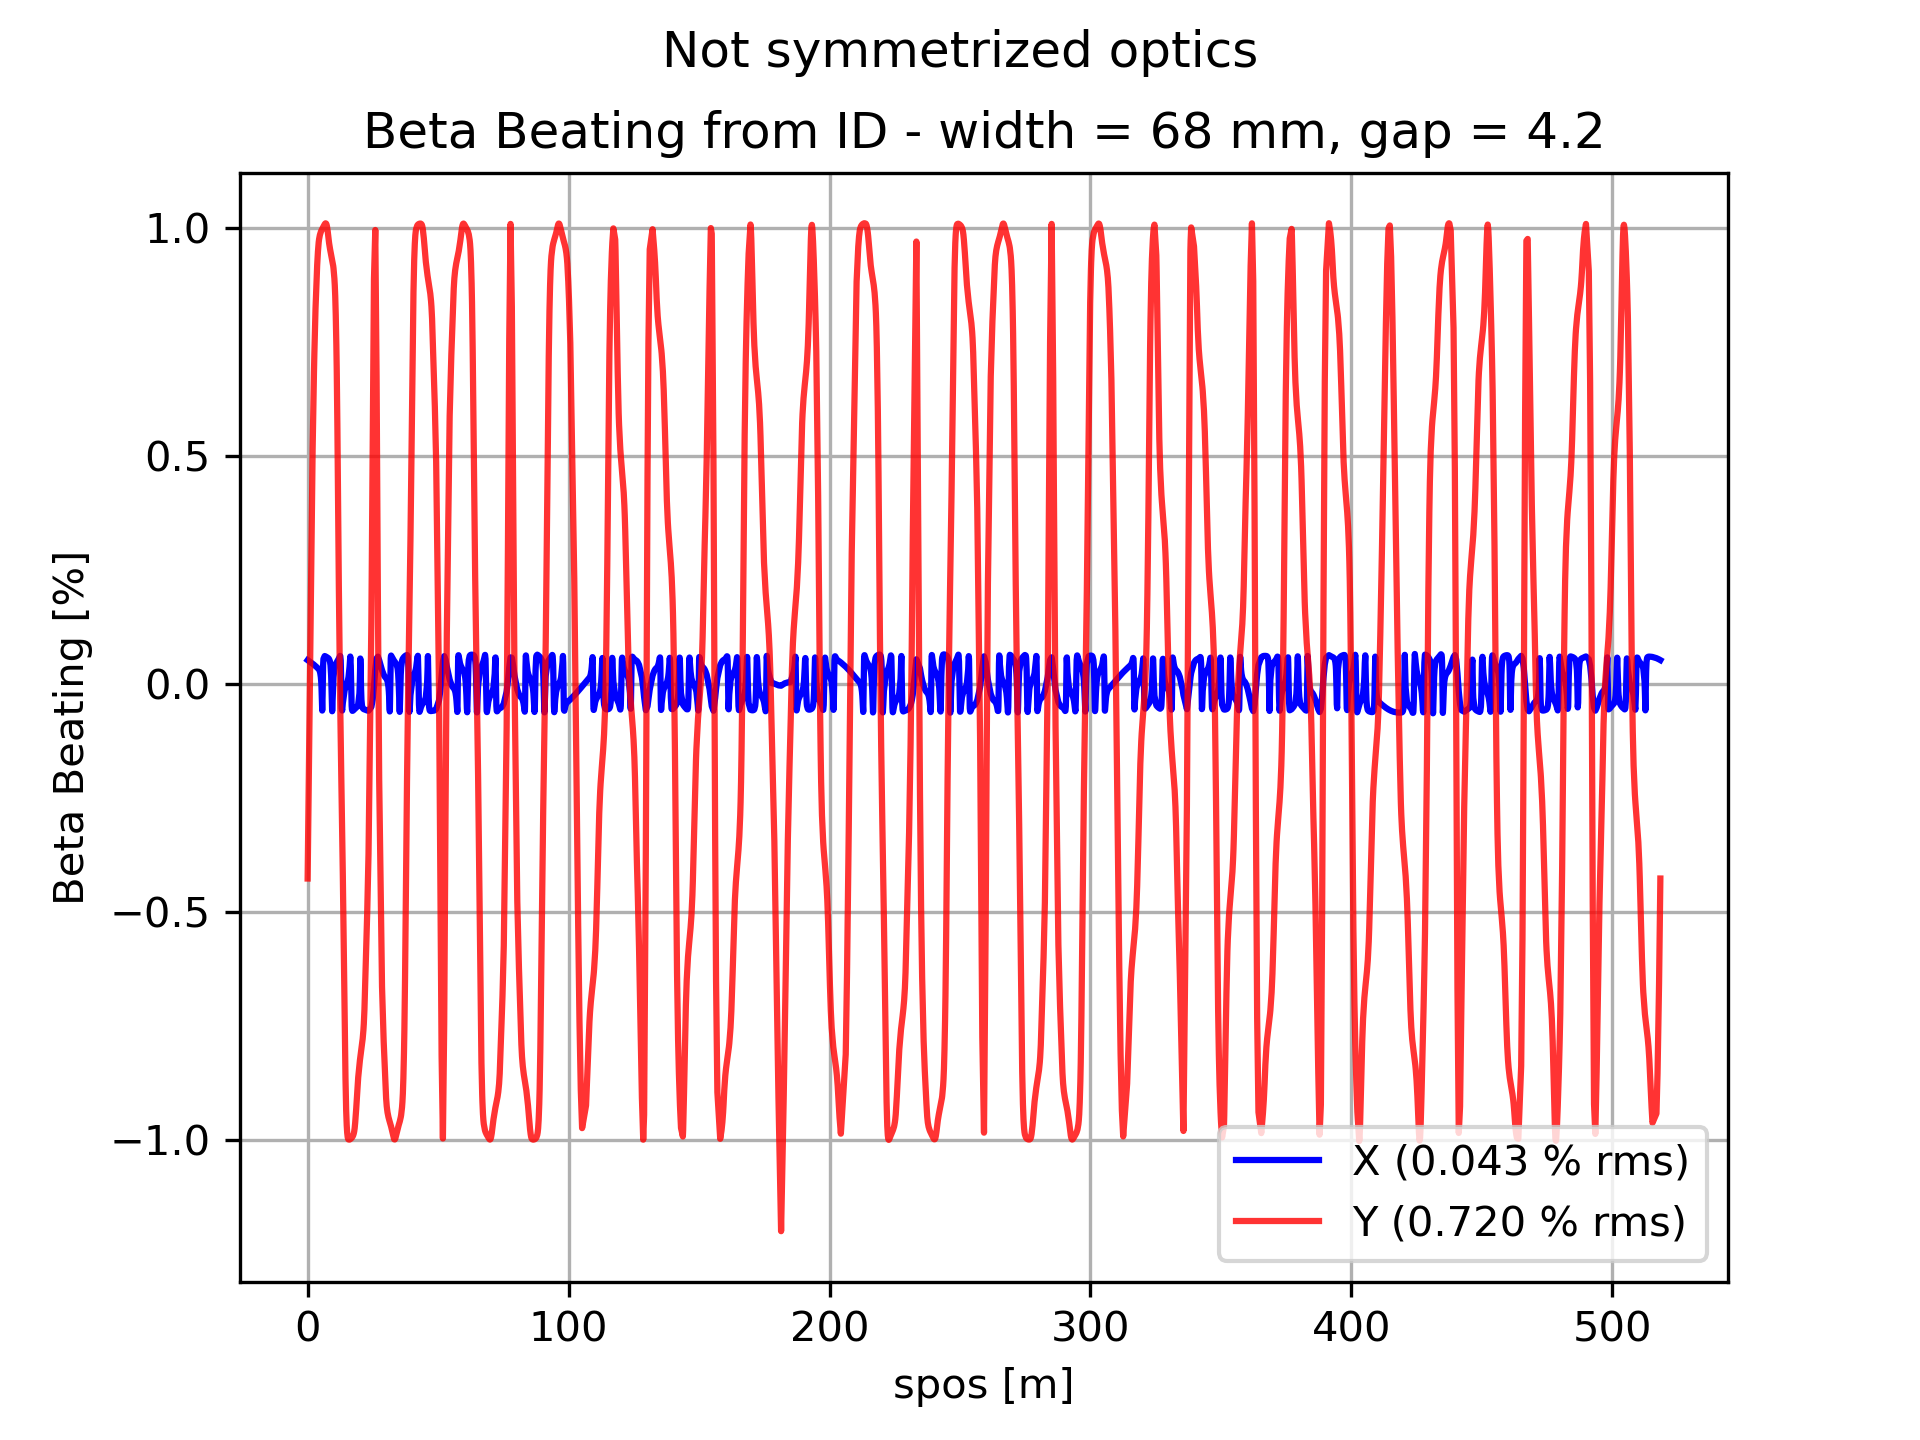 Not symmetrized optics
Beta Beating from ID - width = 68 mm, gap = 4.2
1.0
0.5
0.0
−0.5
−1.0
Beta Beating [%]
X (0.043 % rms)
Y (0.720 % rms)
0 100 200 300 400 500
spos [m]